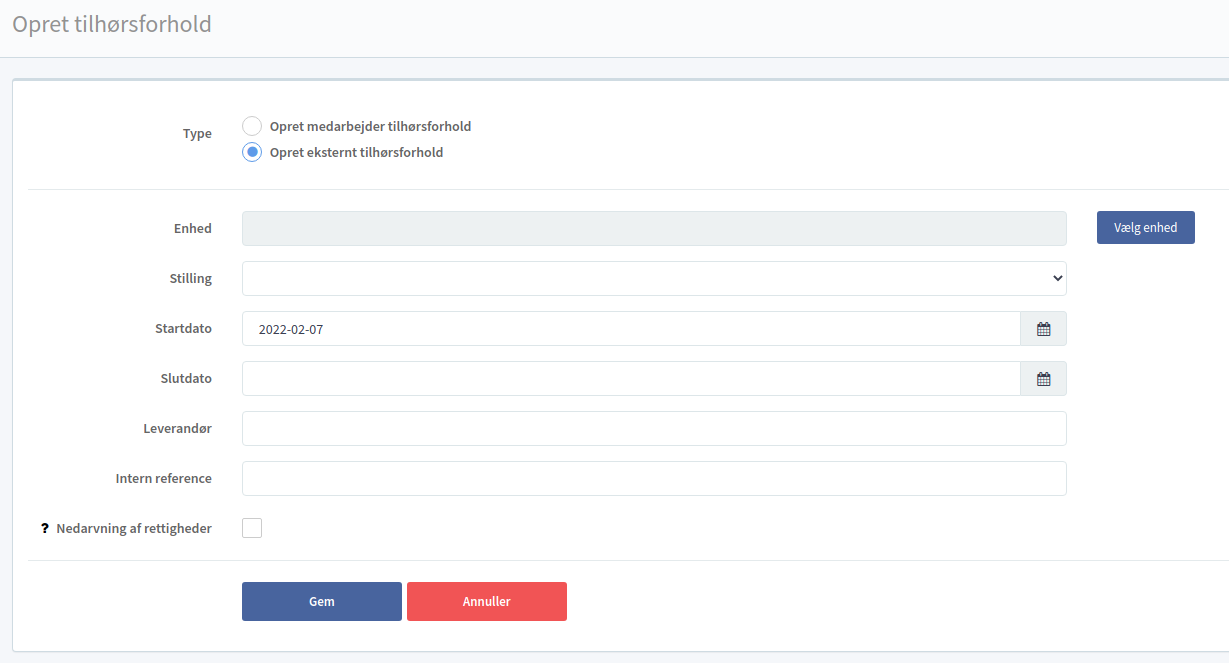 Opret tilhørsforhold
Type
Opret medarbejder tilhørsforhold
Opret eksternt tilhørsforhold
Enhed
Vælg enhed
Stilling
Startdato
2022-02-07
Slutdato
Leverandør
Intern reference
? Nedarvning af rettigheder
Gem
Annuller